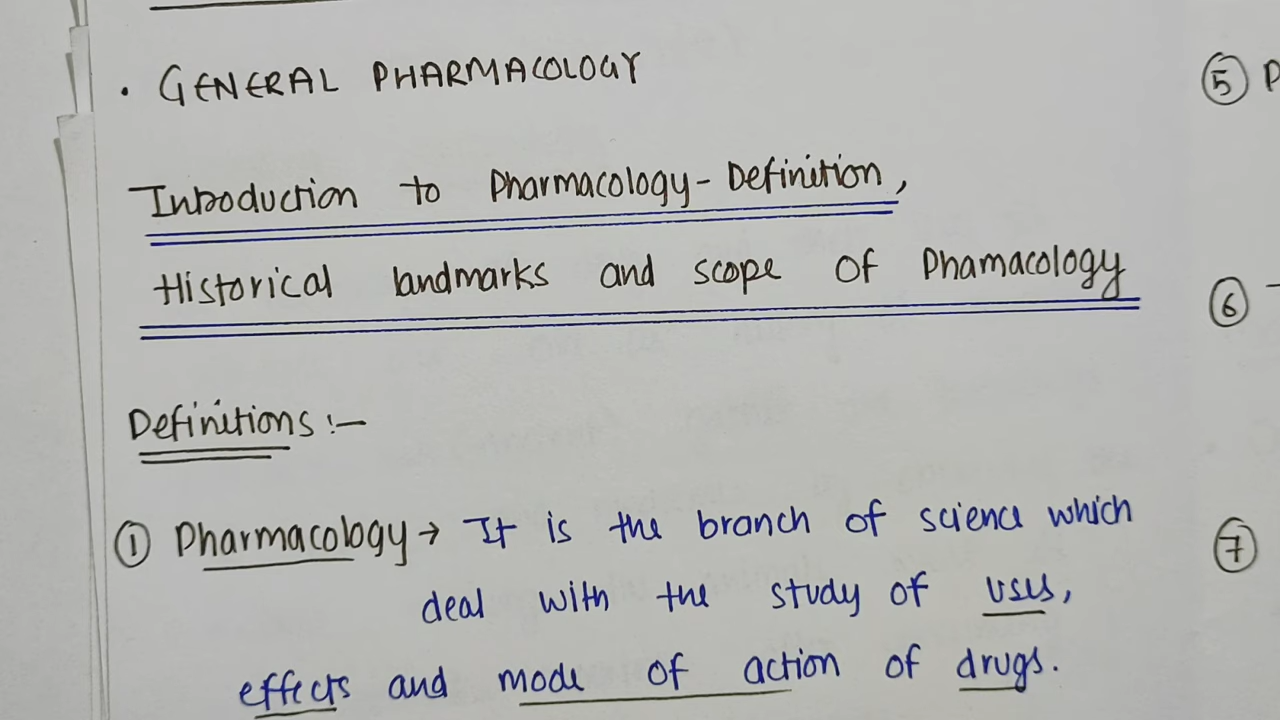 . GENERAL PHARMACOLOGY
Introduction to Pharmacology - Definition,
Historical landmarks and scope of Phamacology
Definitions :-
① Pharmacology → It is the branch of science which
deal with the study of uses,
effects and mode of action of drugs.
⑤ P
⑥
⑦